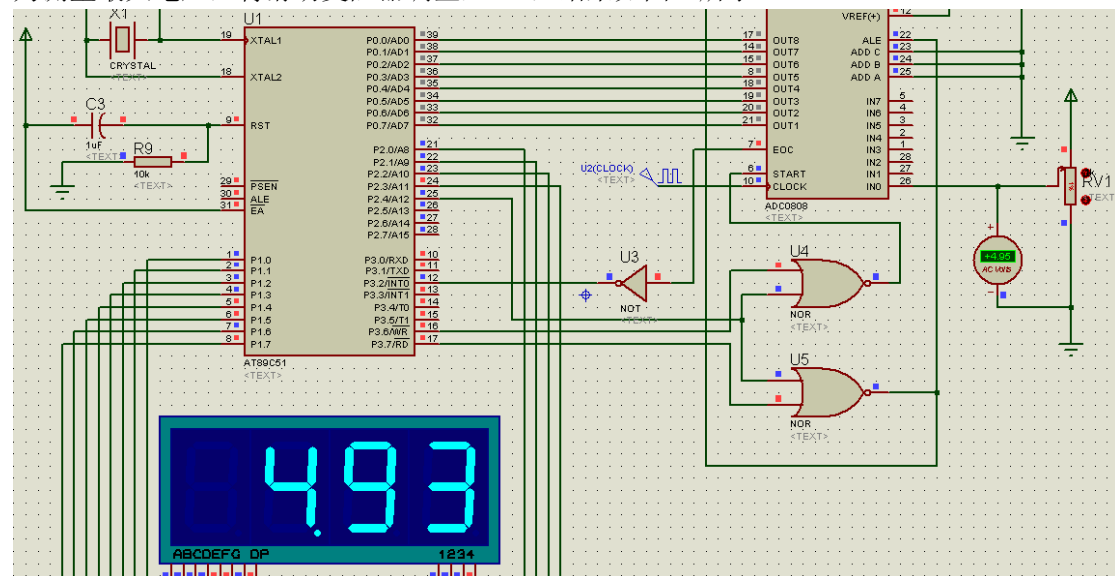 X1
CRYSTAL
<TEXT>
C3
1uF
<TEXT>
R9
10k
<TEXT>
U1
19 XTAL1
18 XTAL2
9 RST
29 PSEN
30 ALE
31 EA
1 P1.0
2 P1.1
3 P1.2
4 P1.3
5 P1.4
6 P1.5
7 P1.6
8 P1.7
P0.0/AD0 39
P0.1/AD1 38
P0.2/AD2 37
P0.3/AD3 36
P0.4/AD4 35
P0.5/AD5 34
P0.6/AD6 33
P0.7/AD7 32
P2.0/A8 21
P2.1/A9 22
P2.2/A10 23
P2.3/A11 24
P2.4/A12 25
P2.5/A13 26
P2.6/A14 27
P2.7/A15 28
P3.0/RXD 10
P3.1/TXD 11
P3.2/INT0 12
P3.3/INT1 13
P3.4/T0 14
P3.5/T1 15
P3.6/WR 16
P3.7/RD 17
AT89C51
<TEXT>
VREF(+) 12
17 OUT8
14 OUT7
15 OUT6
8 OUT5
18 OUT4
19 OUT3
20 OUT2
21 OUT1
7 EOC
6 START
10 CLOCK
ALE 22
ADD C 23
ADD B 24
ADD A 25
IN7 5
IN6 4
IN5 3
IN4 2
IN3 1
IN2 28
IN1 27
IN0 26
ADC0808
<TEXT>
U2(CLOCK)
<TEXT>
U3
NOT
<TEXT>
U4
NOR
<TEXT>
U5
NOR
<TEXT>
RV1
+4.95
AC Volts
4.93
ABCDEFG DP
1234